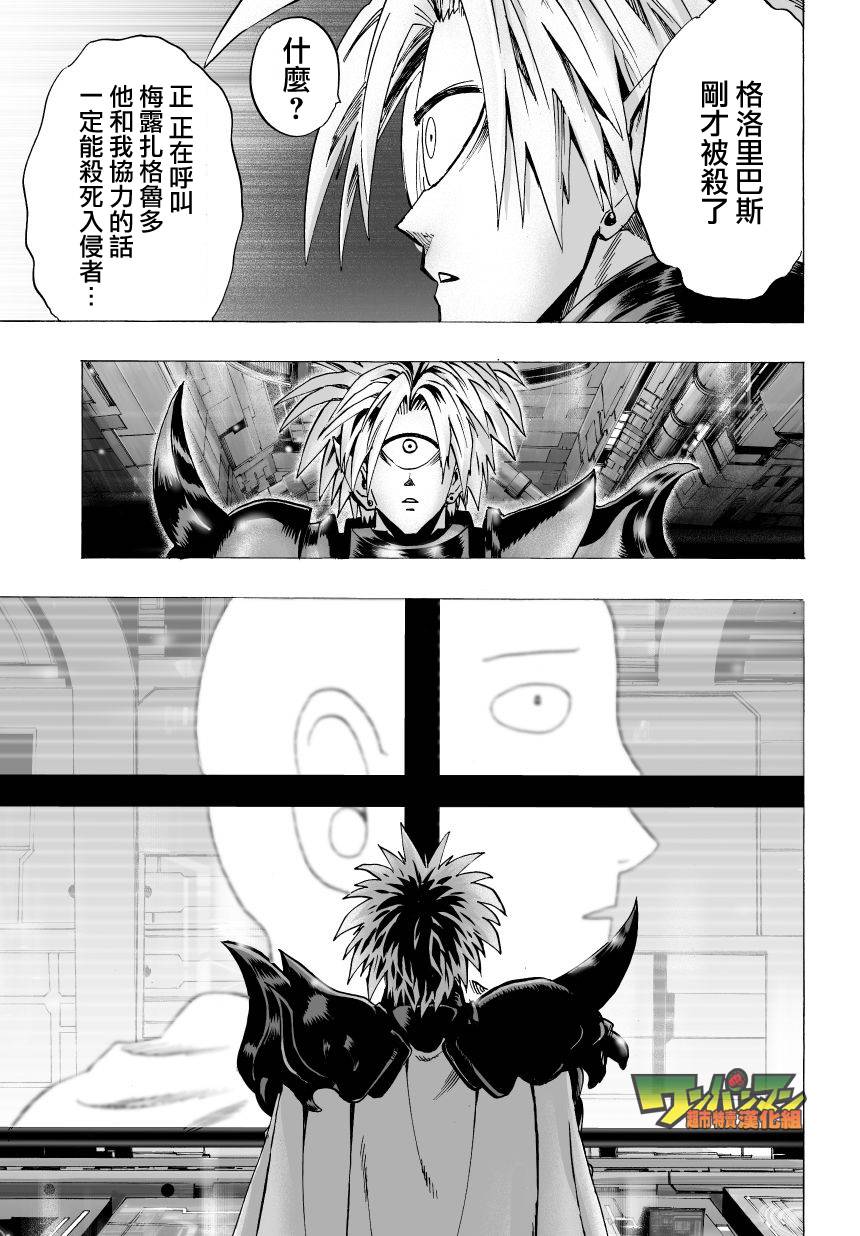 格洛里巴斯
剛才被殺了
什麼？
正 正在呼叫
梅露扎格魯多
他和我協力的話
一定能殺死入侵者…
ワンパンマン
超市特賣漢化組